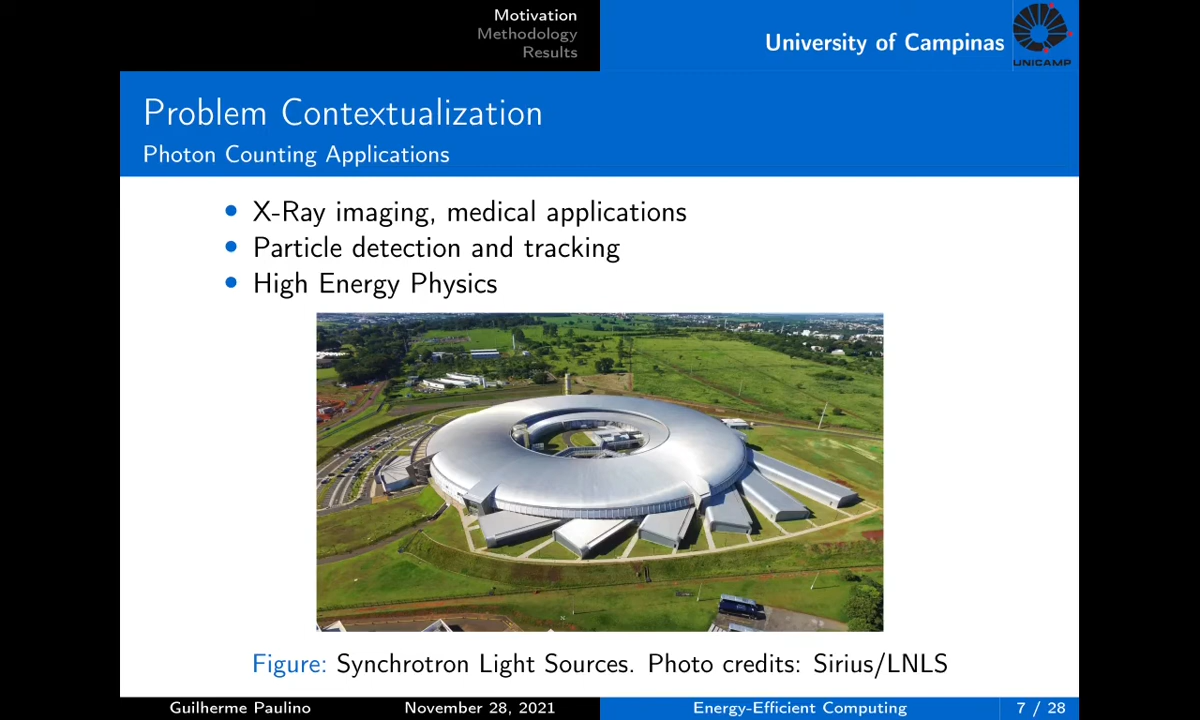 Motivation
Methodology
Results
University of Campinas
UNICAMP
Problem Contextualization
Photon Counting Applications
• X-Ray imaging, medical applications
• Particle detection and tracking
• High Energy Physics
Figure: Synchrotron Light Sources. Photo credits: Sirius/LNLS
Guilherme Paulino
November 28, 2021
Energy-Efficient Computing
7 / 28